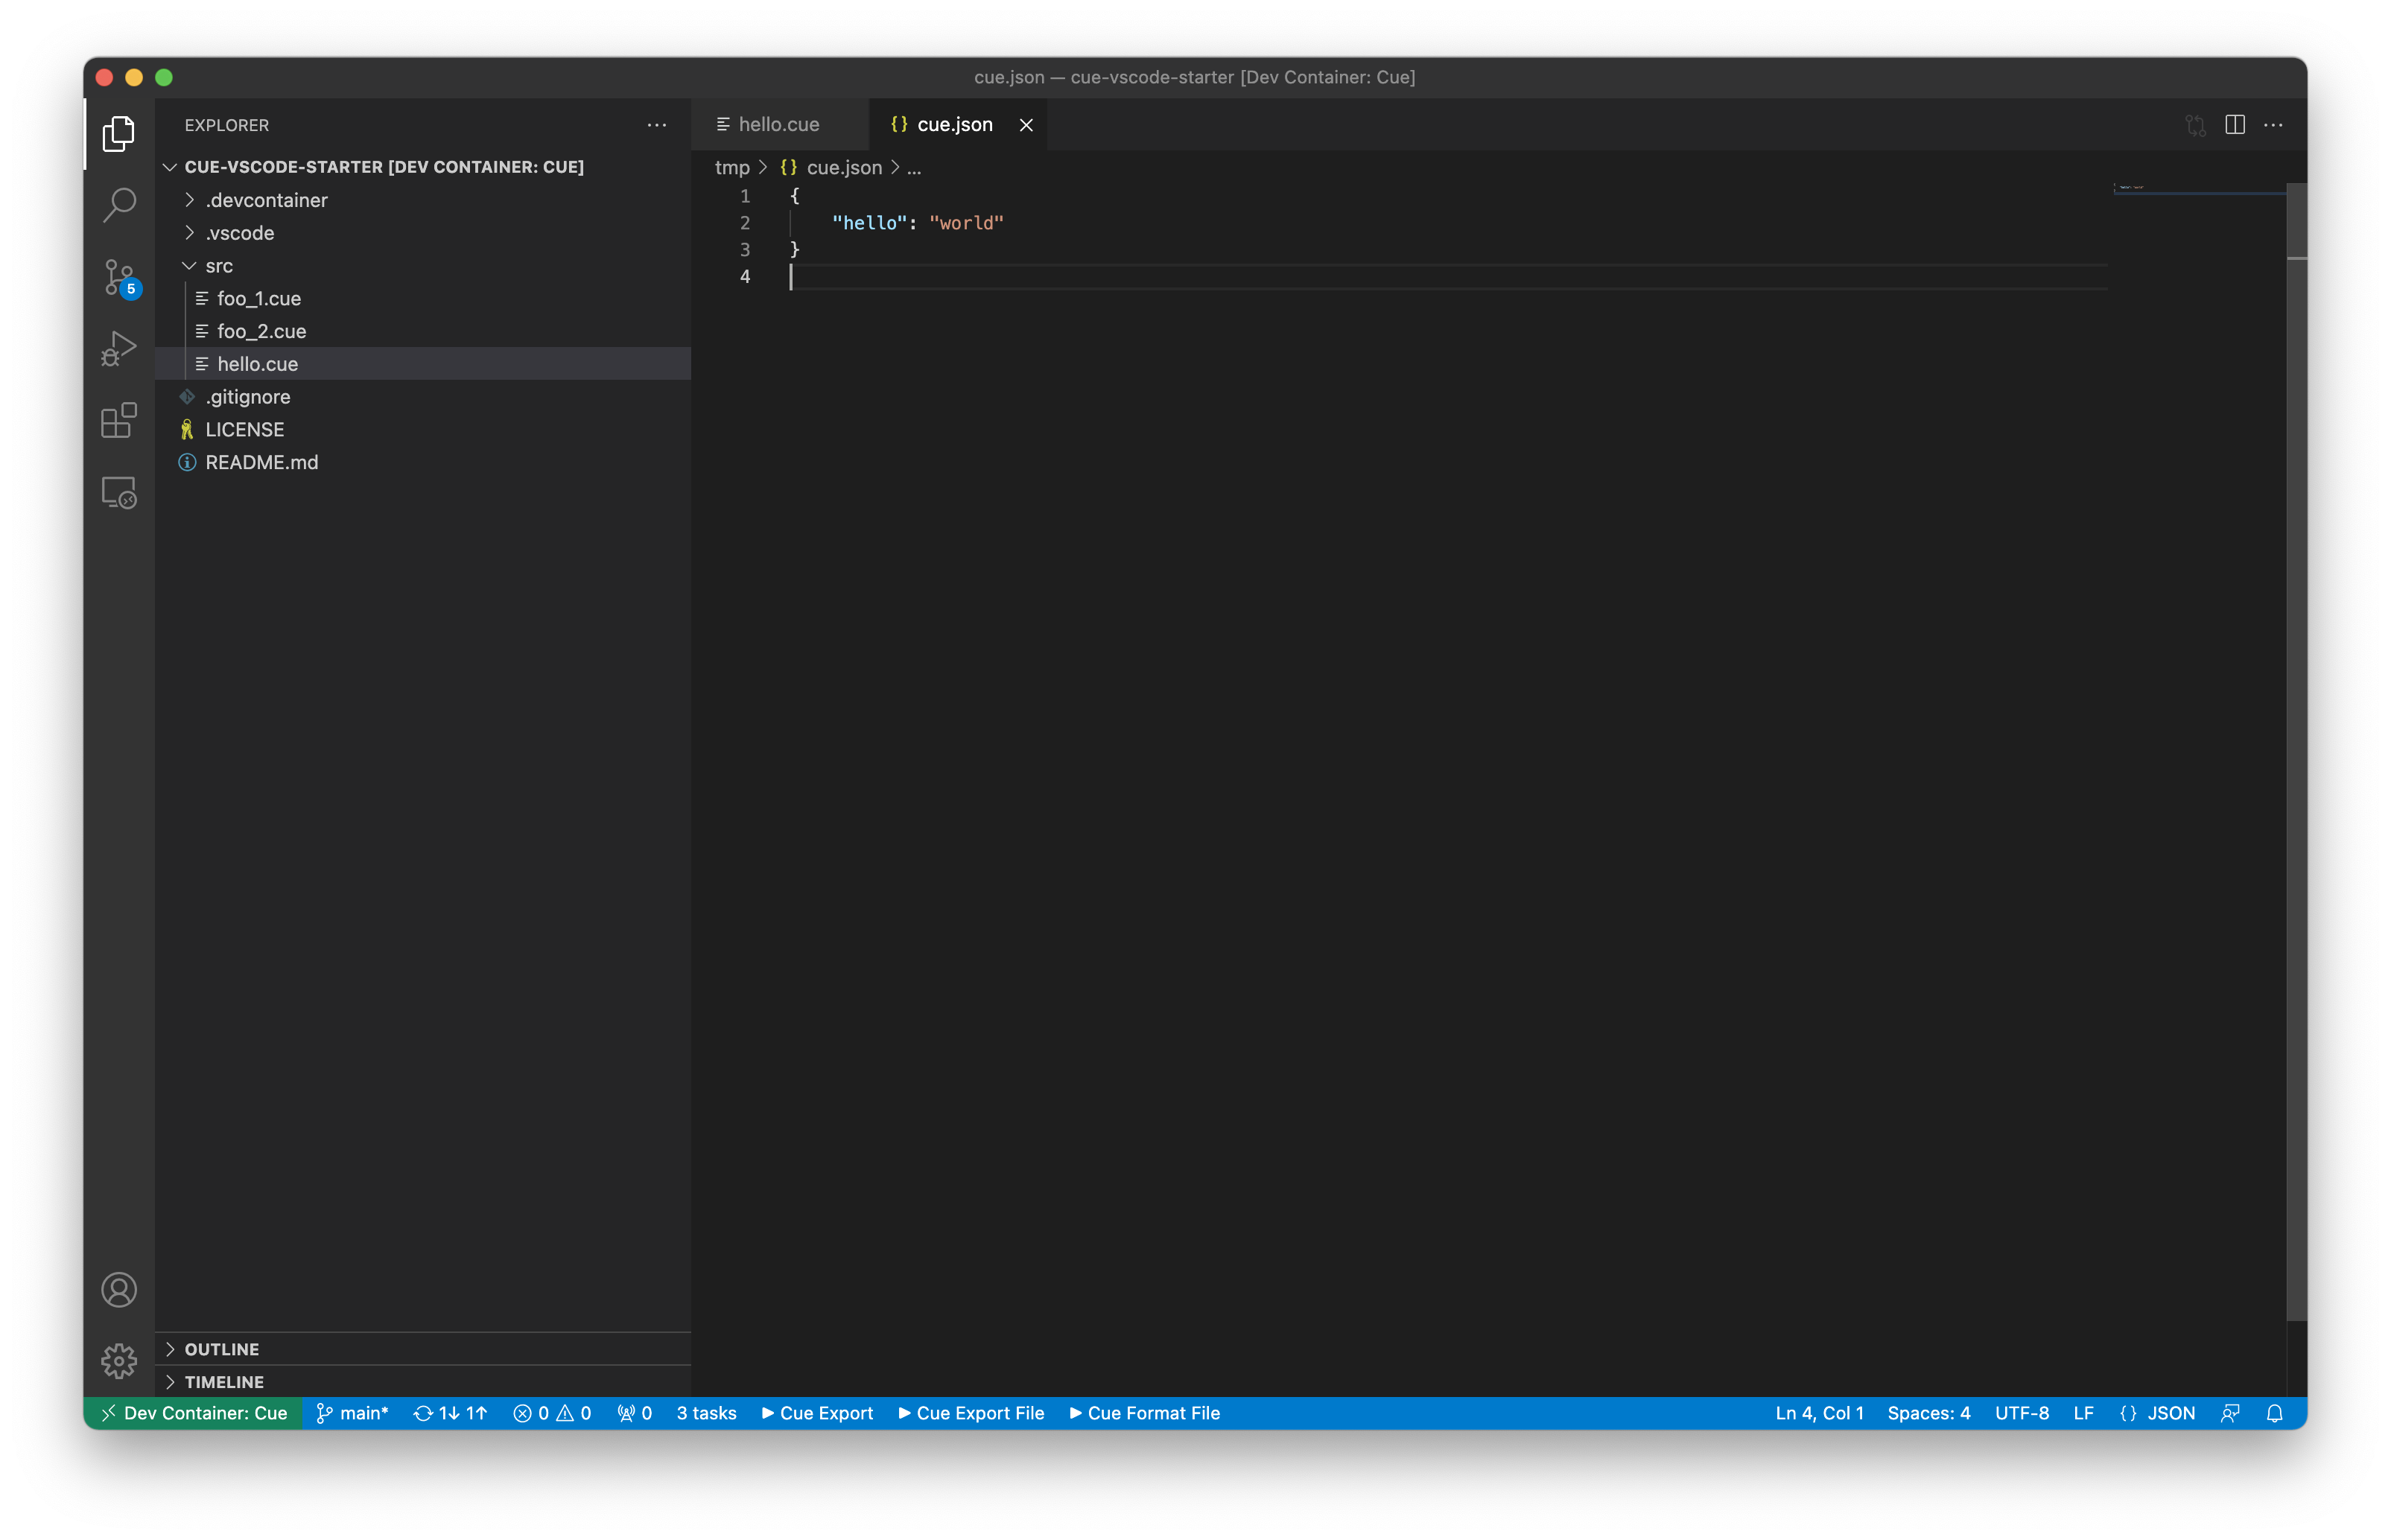 cue.json — cue-vscode-starter [Dev Container: Cue]
EXPLORER
CUE-VSCODE-STARTER [DEV CONTAINER: CUE]
.devcontainer
.vscode
src
foo_1.cue
foo_2.cue
hello.cue
.gitignore
LICENSE
README.md
OUTLINE
TIMELINE
5
hello.cue
{} cue.json
tmp > {} cue.json > ...
1 {
2 "hello": "world"
3 }
4
Dev Container: Cue main* 1↓ 1↑ 0 0 0 3 tasks Cue Export Cue Export File Cue Format File Ln 4, Col 1 Spaces: 4 UTF-8 LF {} JSON